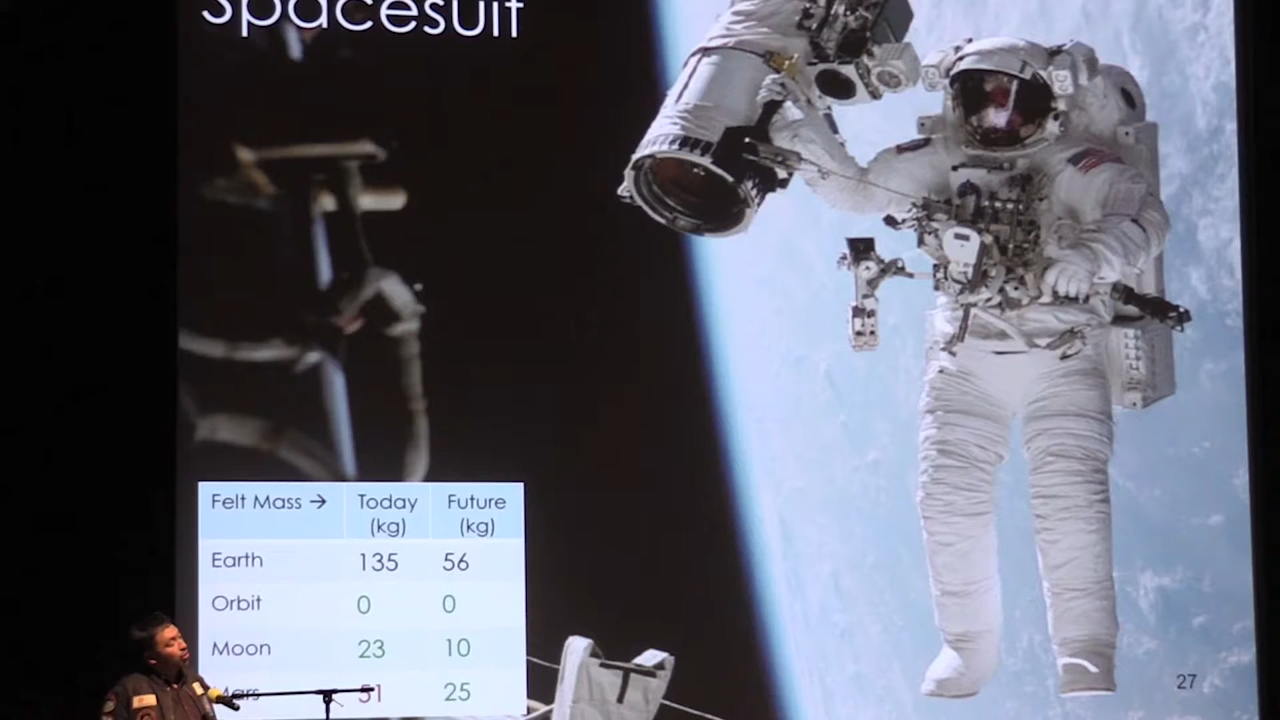 Spacesuit
Felt Mass → Today (kg) Future (kg)
Earth 135 56
Orbit 0 0
Moon 23 10
Mars 51 25
27